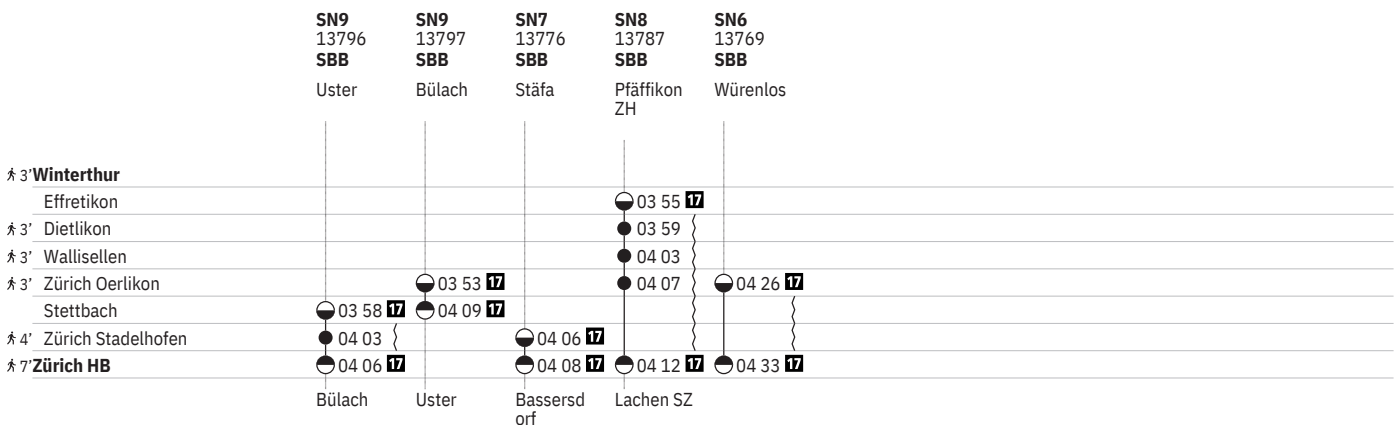 SN9 SN9 SN7 SN8 SN6
13796 13797 13776 13787 13769
SBB SBB SBB SBB SBB
Uster Bülach Stäfa Pfäffikon Würenlos
ZH
3' Winterthur
Effretikon 03 55 17
3' Dietlikon 03 59
3' Wallisellen 04 03
3' Zürich Oerlikon 03 53 17 04 07 04 26 17
Stettbach 03 58 17 04 09 17
4' Zürich Stadelhofen 04 03 04 06 17
7' Zürich HB 04 06 17 04 08 17 04 12 17 04 33 17
Bülach Uster Bassersd Lachen SZ
orf